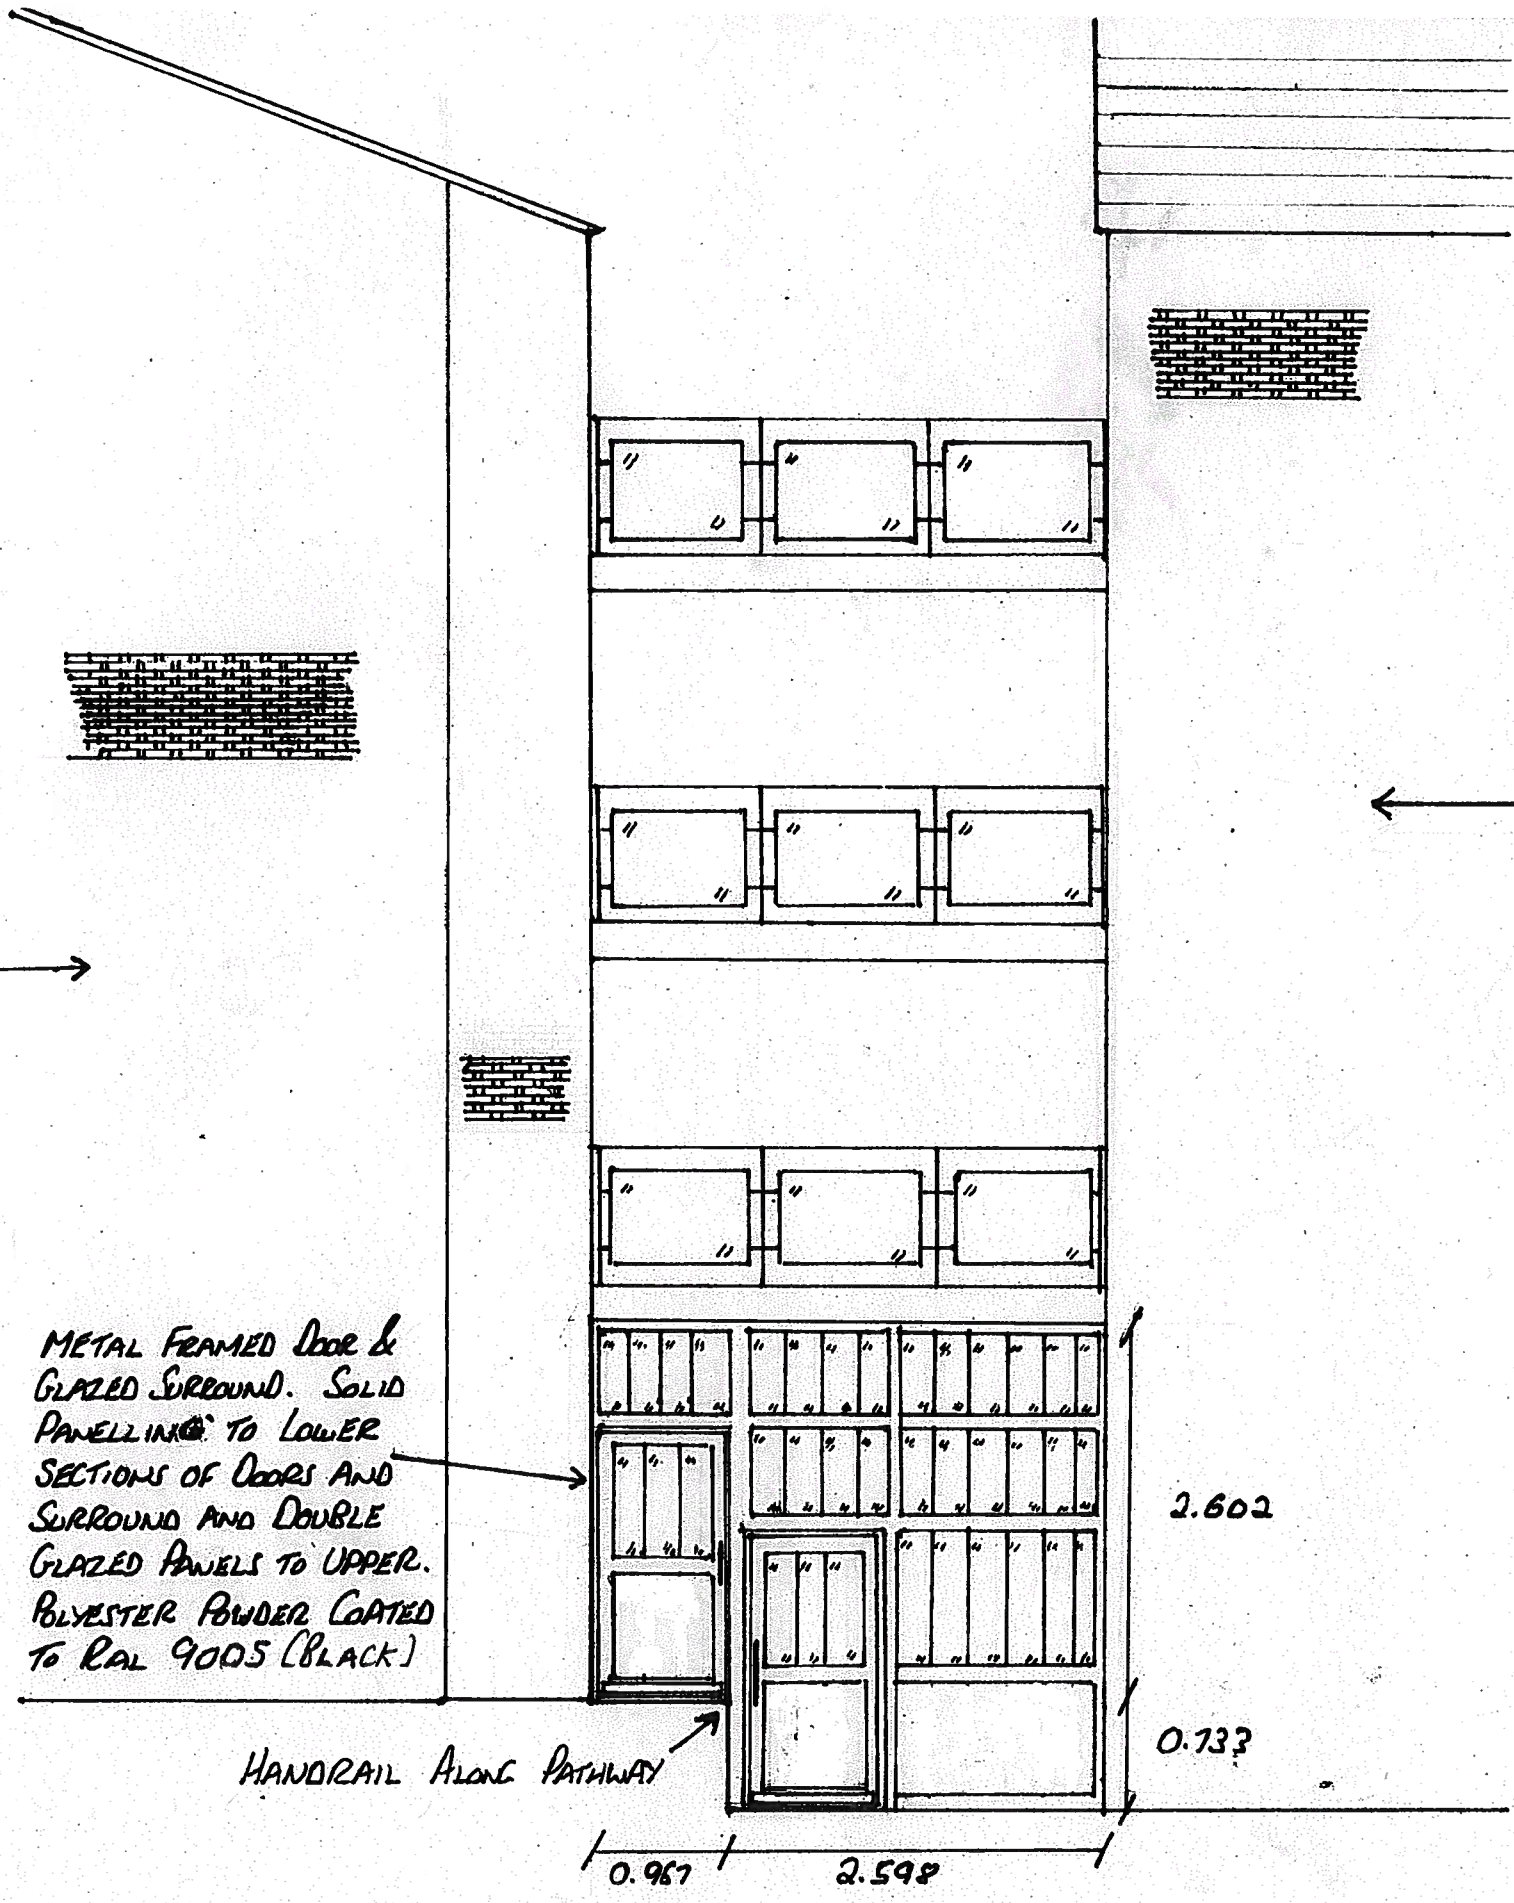 METAL FRAMED DOOR &
GLAZED SURROUND. SOLID
PANELLING TO LOWER
SECTIONS OF DOORS AND
SURROUND AND DOUBLE
GLAZED PANELS TO UPPER.
POLYESTER POWDER COATED
TO RAL 9005 (BLACK)
2.602
0.733
HANDRAIL ALONG PATHWAY
0.967
2.598